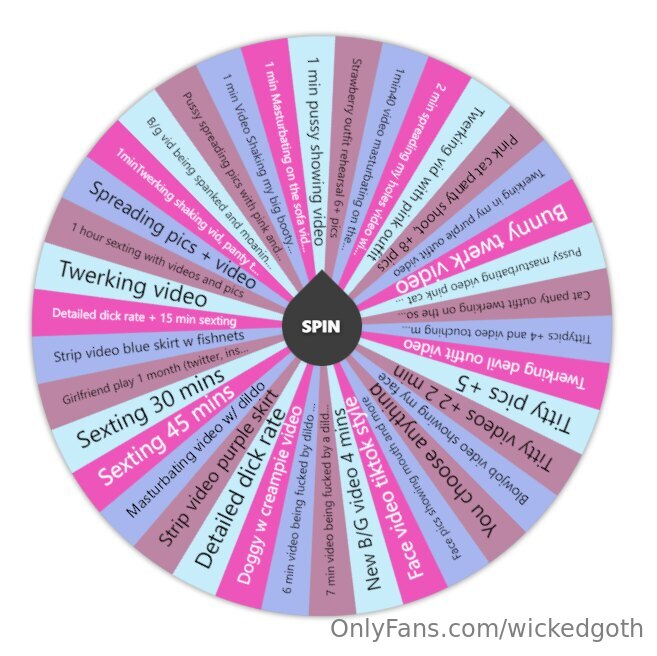 1 min pussy showing video
Strawberry outfit rehearsal 6+ pics
1min40 video masturbating on the...
2 min spreading my holes video wi...
Twerking vid with pink outfit
Pink cat panty shoot, +8 pics
Twerking in my purple outfit video
Bunny twerk video
Pussy masturbating video pink cat ...
Cat panty outfit twerking on the so...
Tittypics +4 and video touching m...
Twerking devil outfit video
Titty pics + 5
Titty videos + 2.2 min
Blowjob video showing my face
You choose anything
Face pics showing mouth and more
Face video tiktok style
New B/G video 4 mins
7 min video being fucked by a dild...
6 min video being fucked by dildo ...
Doggy w creampie video
Detailed dick rate
Strip video purple skirt
Masturbating video w/ dildo
Sexting 45 mins
Sexting 30 mins
Girlfriend play 1 month (twitter, ins...
Strip video blue skirt w fishnets
Detailed dick rate + 15 min sexting
Twerking video
1 hour sexting with videos and pics
Spreading pics + video
1minTwerking shaking vid, panty t...
B/g vid being spanked and moanin...
Pussy spreading pics with pink and...
1 min Video Shaking my big booty...
1 min Masturbating on the sofa vid...
SPIN
OnlyFans.com/wickedgoth